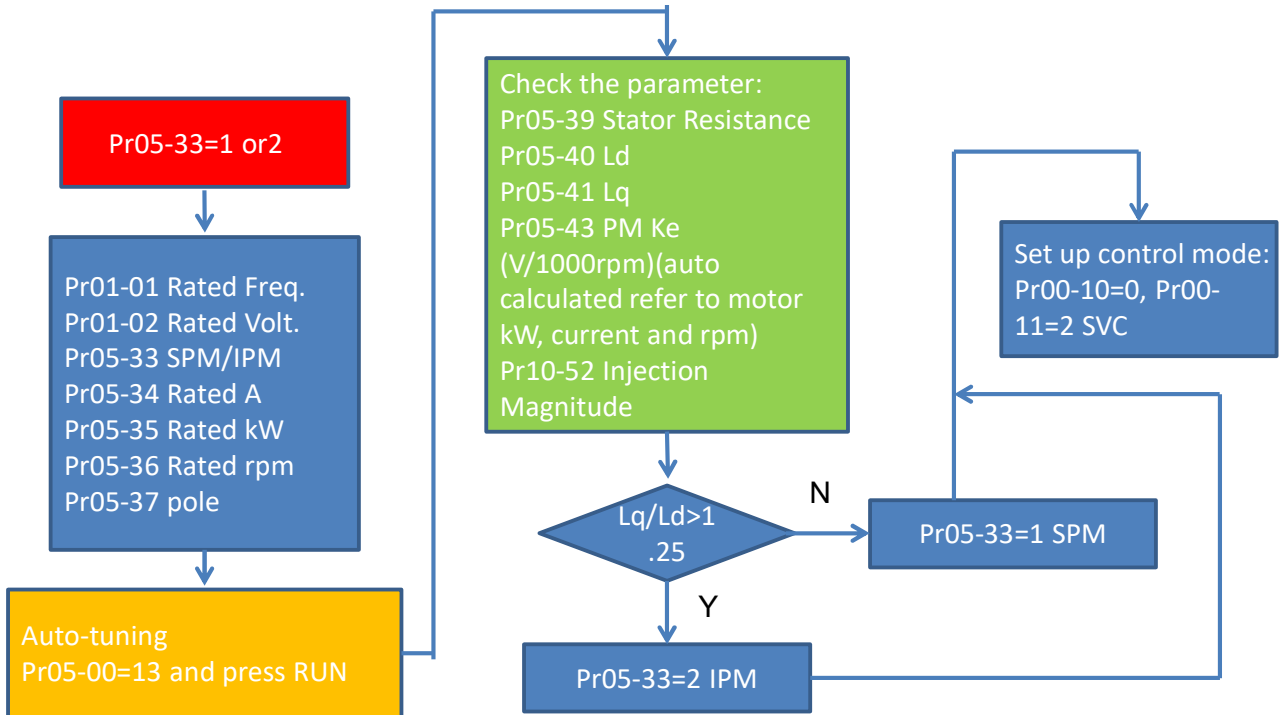 Pr05-33=1 or2
Pr01-01 Rated Freq.
Pr01-02 Rated Volt.
Pr05-33 SPM/IPM
Pr05-34 Rated A
Pr05-35 Rated kW
Pr05-36 Rated rpm
Pr05-37 pole
Auto-tuning
Pr05-00=13 and press RUN
Check the parameter:
Pr05-39 Stator Resistance
Pr05-40 Ld
Pr05-41 Lq
Pr05-43 PM Ke
(V/1000rpm)(auto
calculated refer to motor
kW, current and rpm)
Pr10-52 Injection
Magnitude
Lq/Ld>1
.25
N
Pr05-33=1 SPM
Y
Pr05-33=2 IPM
Set up control mode:
Pr00-10=0, Pr00-
11=2 SVC